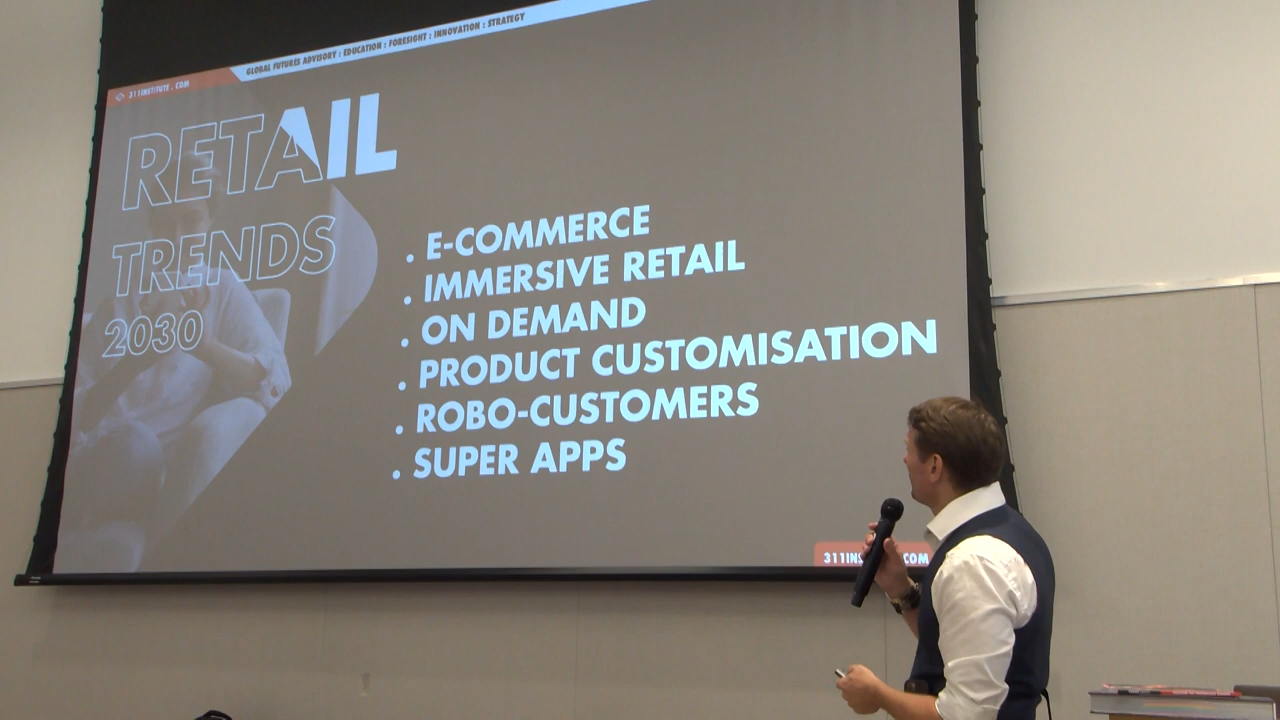 311INSTITUTE . COM
GLOBAL FUTURES ADVISORY : EDUCATION : FORESIGHT : INNOVATION : STRATEGY
RETAIL
TRENDS
2030
. E-COMMERCE
. IMMERSIVE RETAIL
. ON DEMAND
. PRODUCT CUSTOMISATION
. ROBO-CUSTOMERS
. SUPER APPS